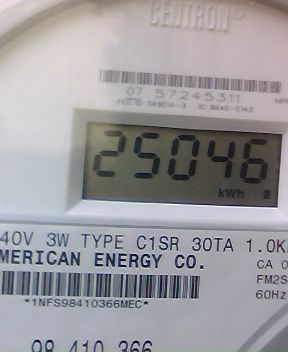 CENTRON®
07 57245311
25046
kWh
40V 3W TYPE C1SR 30TA 1.0K
MERICAN ENERGY CO.
CA 0
FM2S
60Hz
*1NFS98410366MEC*
98 410 366